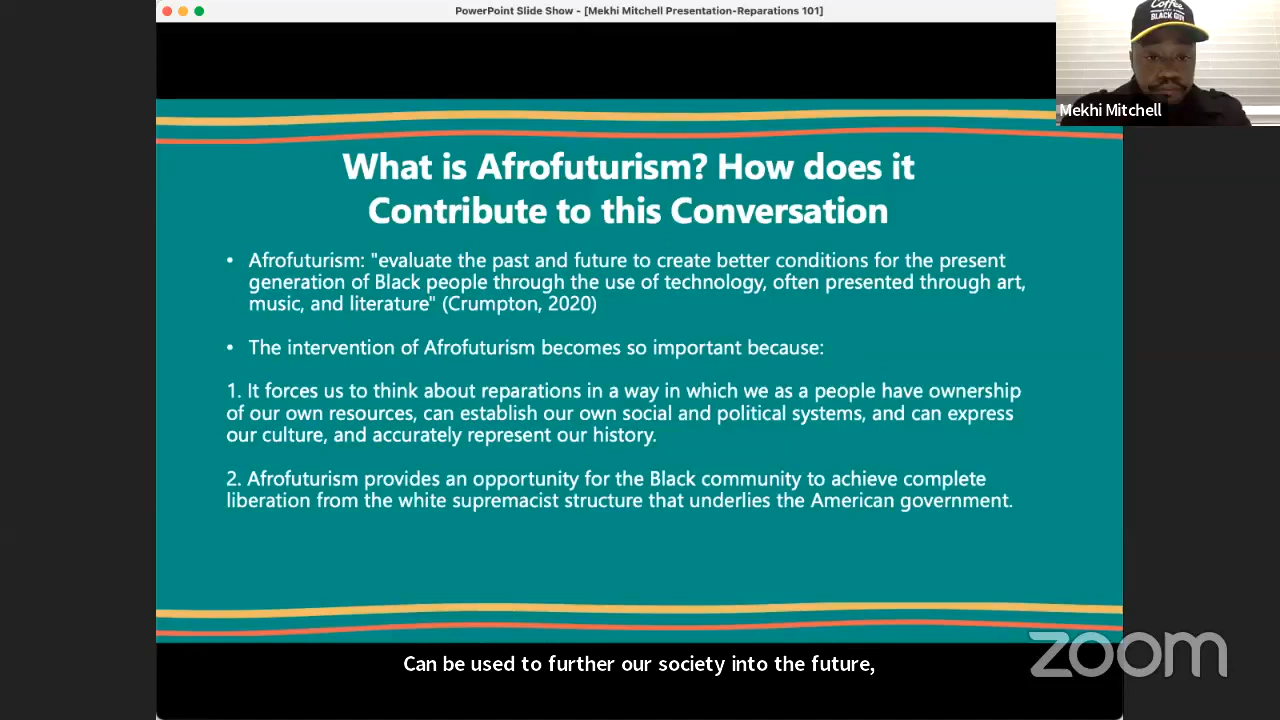 PowerPoint Slide Show - [Mekhi Mitchell Presentation-Reparations 101]
Coffee
BLACK GUY
Mekhi Mitchell
What is Afrofuturism? How does it
Contribute to this Conversation
• Afrofuturism: "evaluate the past and future to create better conditions for the present
generation of Black people through the use of technology, often presented through art,
music, and literature" (Crumpton, 2020)
• The intervention of Afrofuturism becomes so important because:
1. It forces us to think about reparations in a way in which we as a people have ownership
of our own resources, can establish our own social and political systems, and can express
our culture, and accurately represent our history.
2. Afrofuturism provides an opportunity for the Black community to achieve complete
liberation from the white supremacist structure that underlies the American government.
Can be used to further our society into the future,
zoom